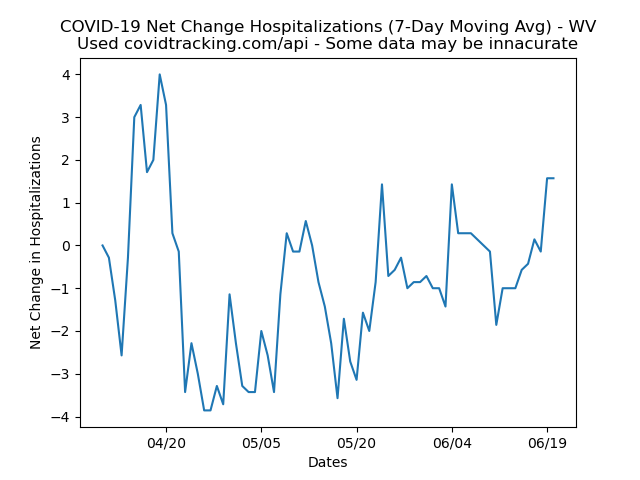 COVID-19 Net Change Hospitalizations (7-Day Moving Avg) - WV
Used covidtracking.com/api - Some data may be innacurate
4
3
2
1
0
−1
−2
−3
−4
Net Change in Hospitalizations
04/20 05/05 05/20 06/04 06/19
Dates